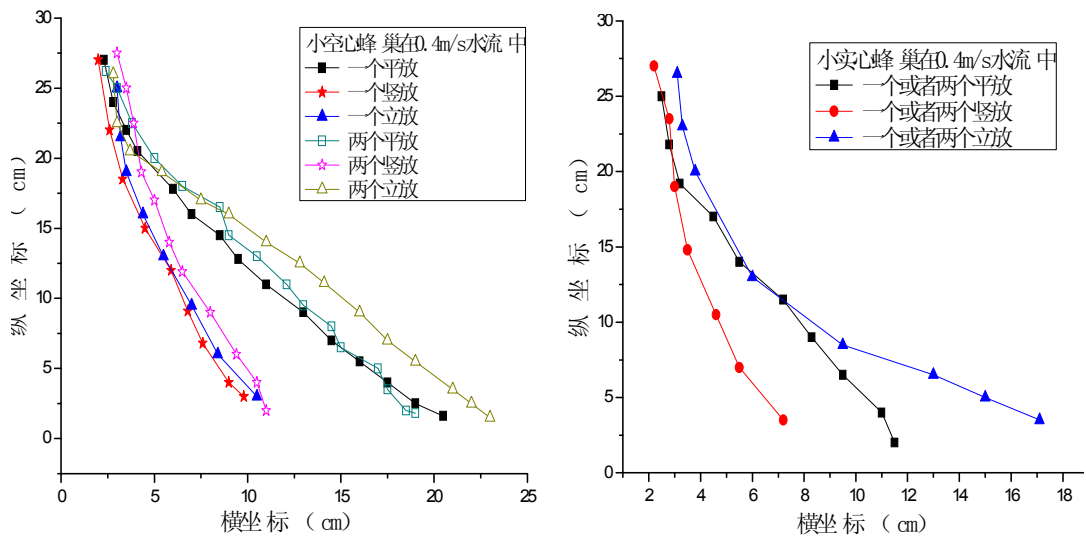 小空心蜂巢在0.4m/s水流中
一个平放
一个竖放
一个立放
两个平放
两个竖放
两个立放
纵坐标(cm)
30
25
20
15
10
5
0
0
5
10
15
20
25
横坐标(cm)
小实心蜂巢在0.4m/s水流中
一个或者两个平放
一个或者两个竖放
一个或者两个立放
纵坐标(cm)
30
25
20
15
10
5
0
2
4
6
8
10
12
14
16
18
横坐标(cm)